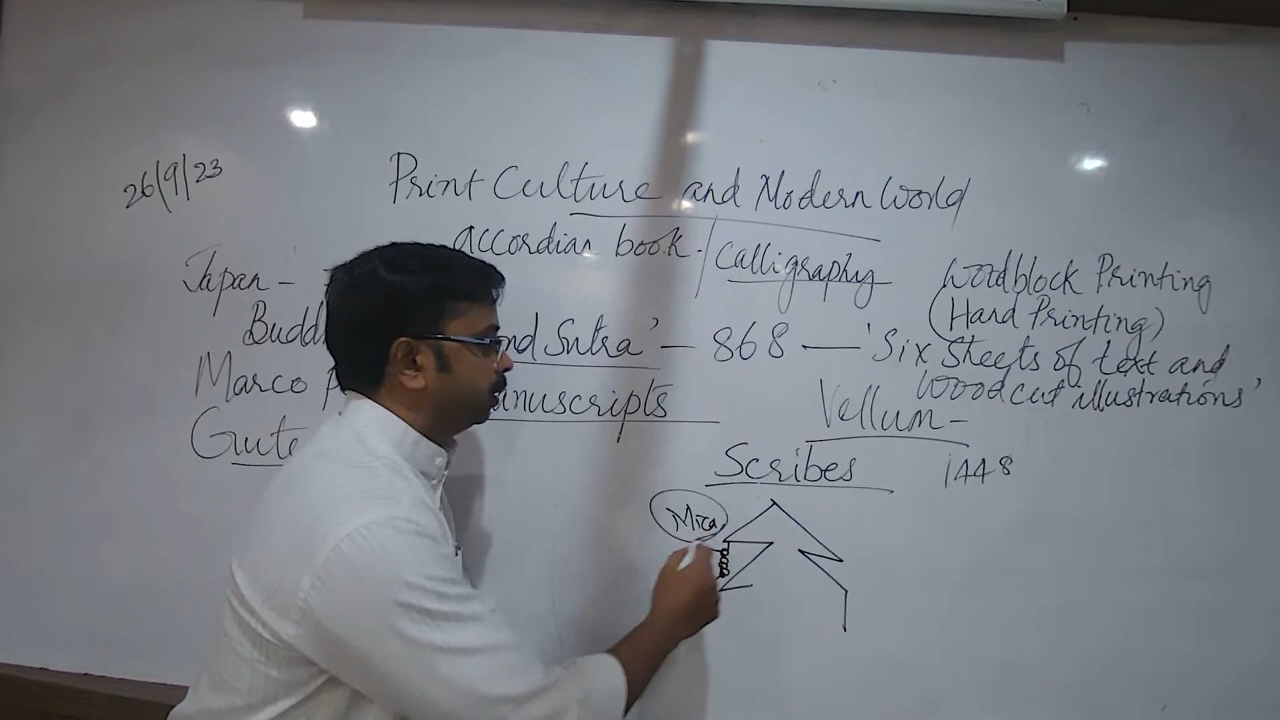 26/9/23
Print Culture and Modern World
accordian book / Calligraphy
Japan -
Woodblock Printing
(Hand Printing)
Budd nd Sutra' - 868 - 'Six Sheets of text and
Woodcut illustrations'
Marco P anuscripts
Vellum -
Gute
Scribes 1448
Mica